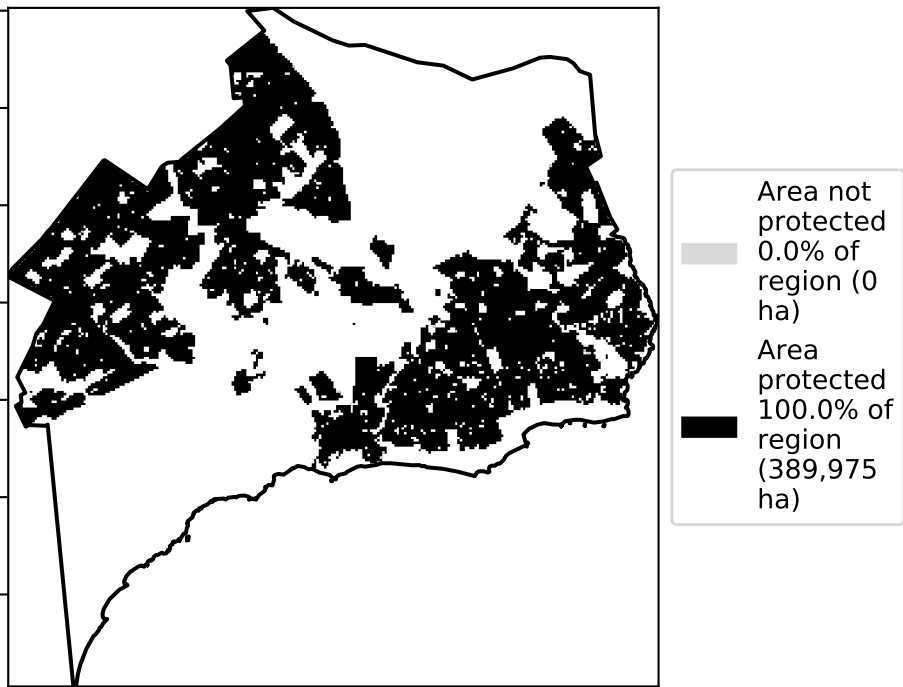 Area not
protected
0.0% of
region (0
ha)
Area
protected
100.0% of
region
(389,975
ha)